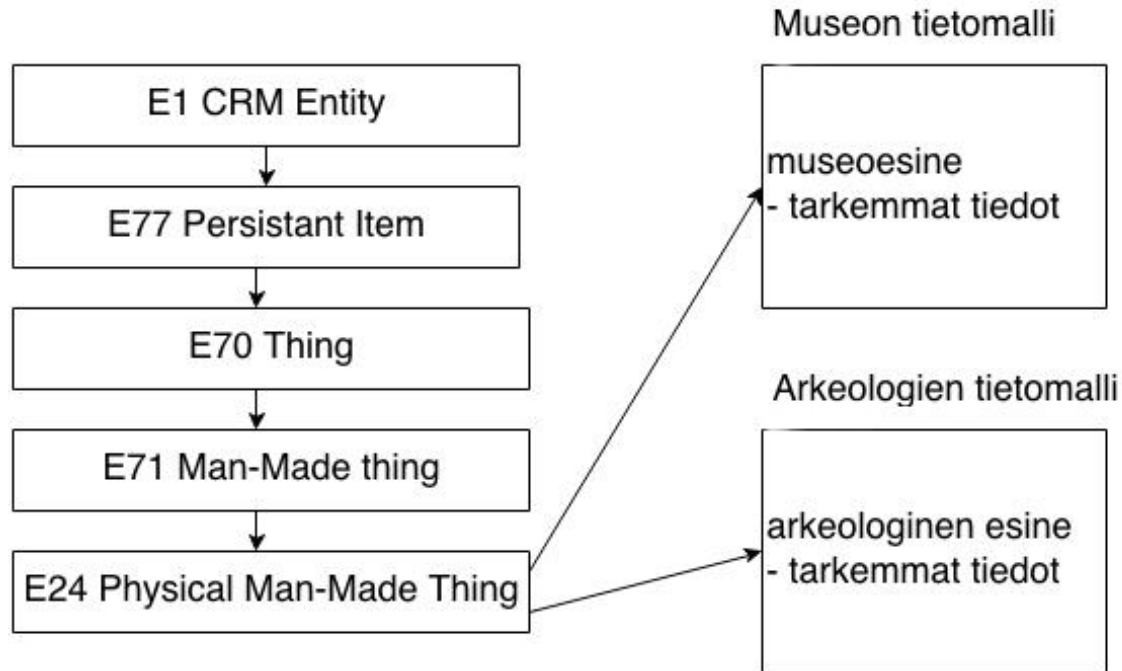 E1 CRM Entity
E77 Persistant Item
E70 Thing
E71 Man-Made thing
E24 Physical Man-Made Thing
Museon tietomalli
museoesine
- tarkemmat tiedot
Arkeologien tietomalli
arkeologinen esine
- tarkemmat tiedot